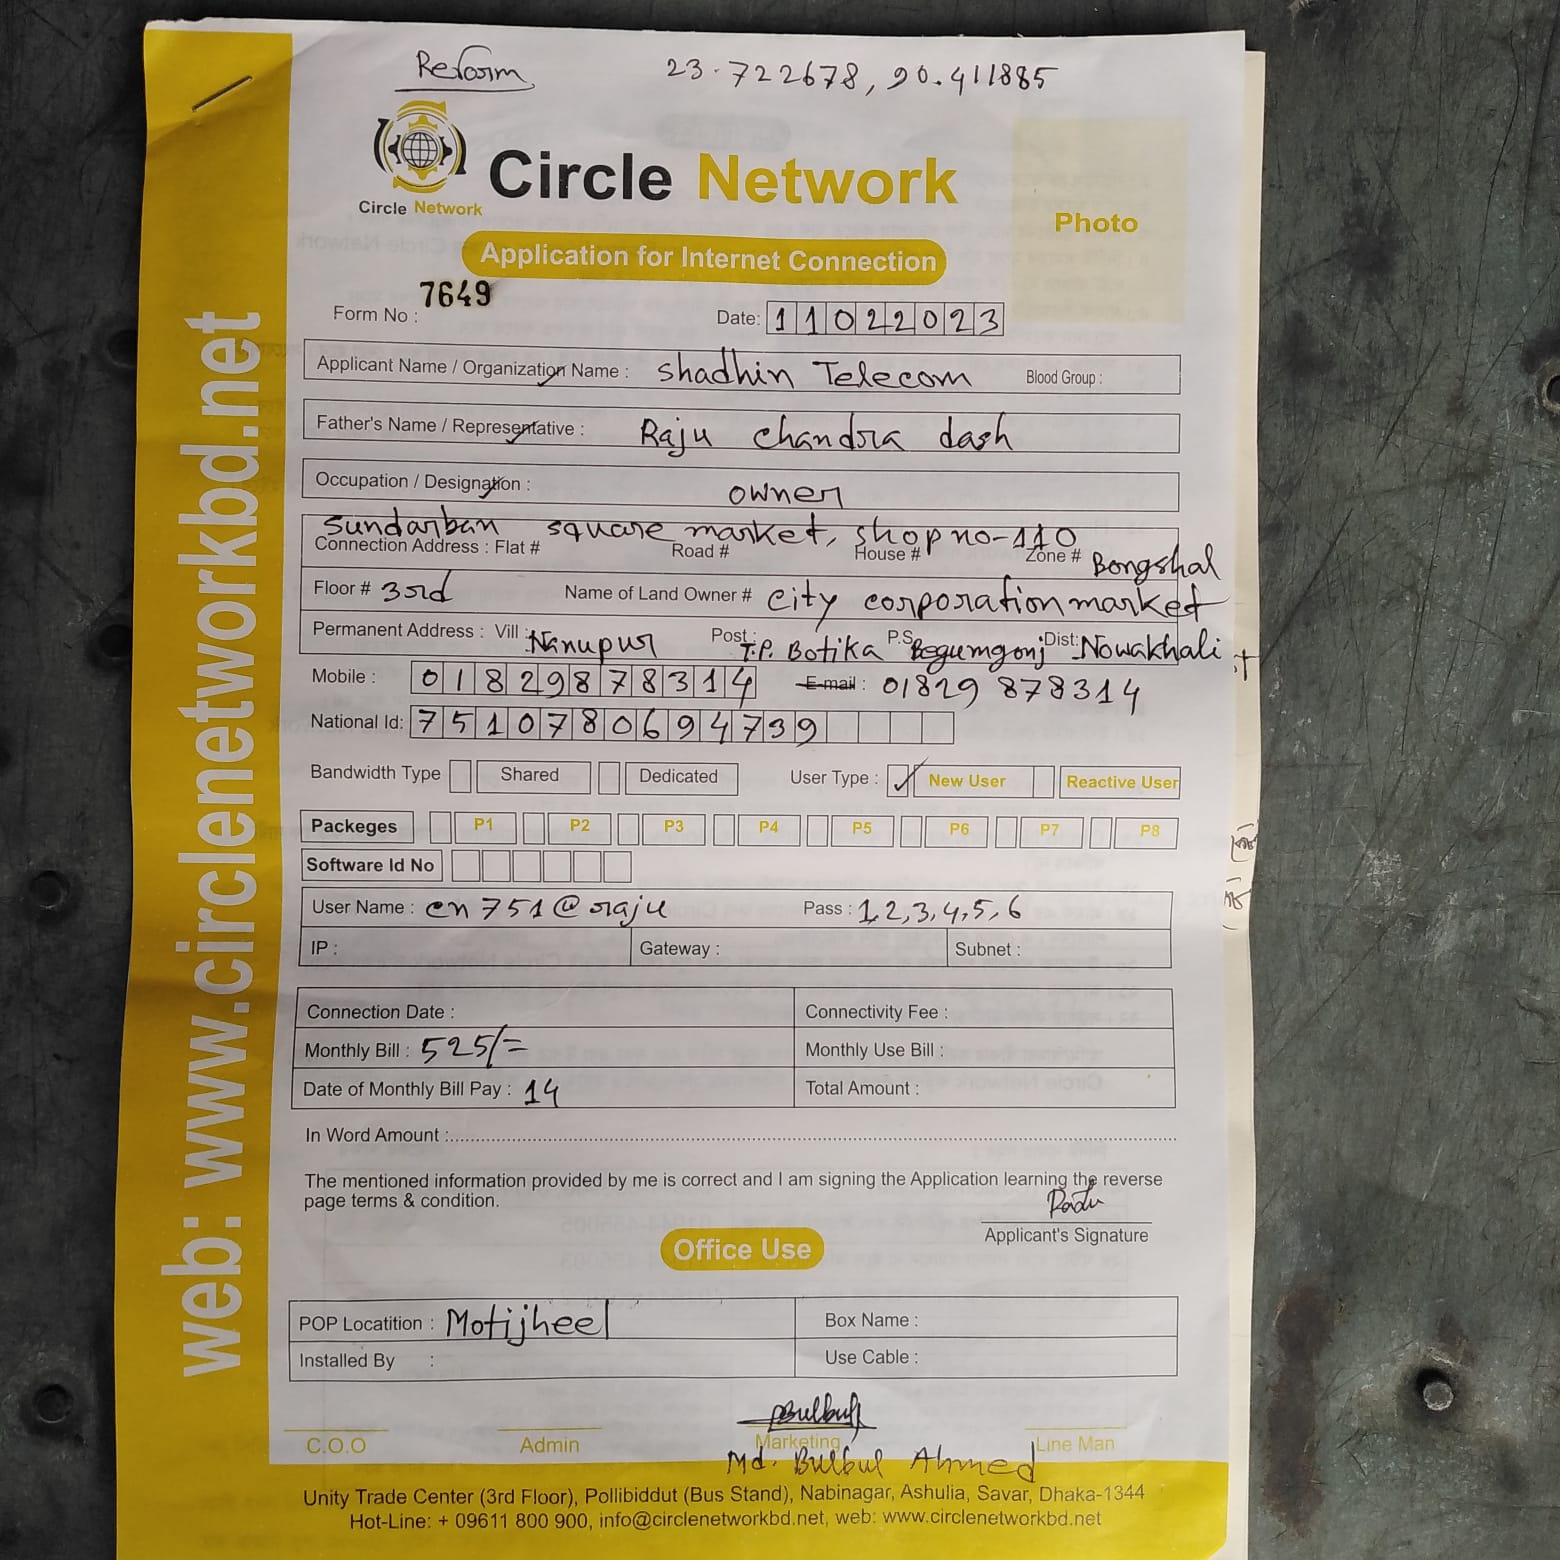 Reform 23.722678, 90.411885
Circle Network
Circle Network
Photo
Application for Internet Connection
Form No : 7649
Date: 11022023
Applicant Name / Organization Name : Shadhin Telecom Blood Group :
Father's Name / Representative : Raju chandra dash
Occupation / Designation : owner
Sundarban square market, shop no-110
Connection Address : Flat # Road # House # Zone # Bongshal
Floor # 3rd Name of Land Owner # City corporation market
Permanent Address : Vill : Nanupur Post : T.P. Botika P.S Begumgonj Dist: Nowakhali
Mobile : 01829878314 E-mail : 01829 878314
National Id: 7510780694739
Bandwidth Type Shared Dedicated User Type : ✓ New User Reactive User
Packeges P1 P2 P3 P4 P5 P6 P7 P8
Software Id No
User Name : cn751@raju Pass : 1,2,3,4,5,6
IP : Gateway : Subnet :
Connection Date : Connectivity Fee :
Monthly Bill : 525/= Monthly Use Bill :
Date of Monthly Bill Pay : 14 Total Amount :
In Word Amount :
The mentioned information provided by me is correct and I am signing the Application learning the reverse
page terms & condition.
Applicant's Signature
Office Use
POP Locatition : Motijheel Box Name :
Installed By : Use Cable :
Bulbul
C.O.O Admin Marketing Line Man
Md. Bulbul Ahmed
Unity Trade Center (3rd Floor), Pollibiddut (Bus Stand), Nabinagar, Ashulia, Savar, Dhaka-1344
Hot-Line: + 09611 800 900, info@circlenetworkbd.net, web: www.circlenetworkbd.net
web: www.circlenetworkbd.net